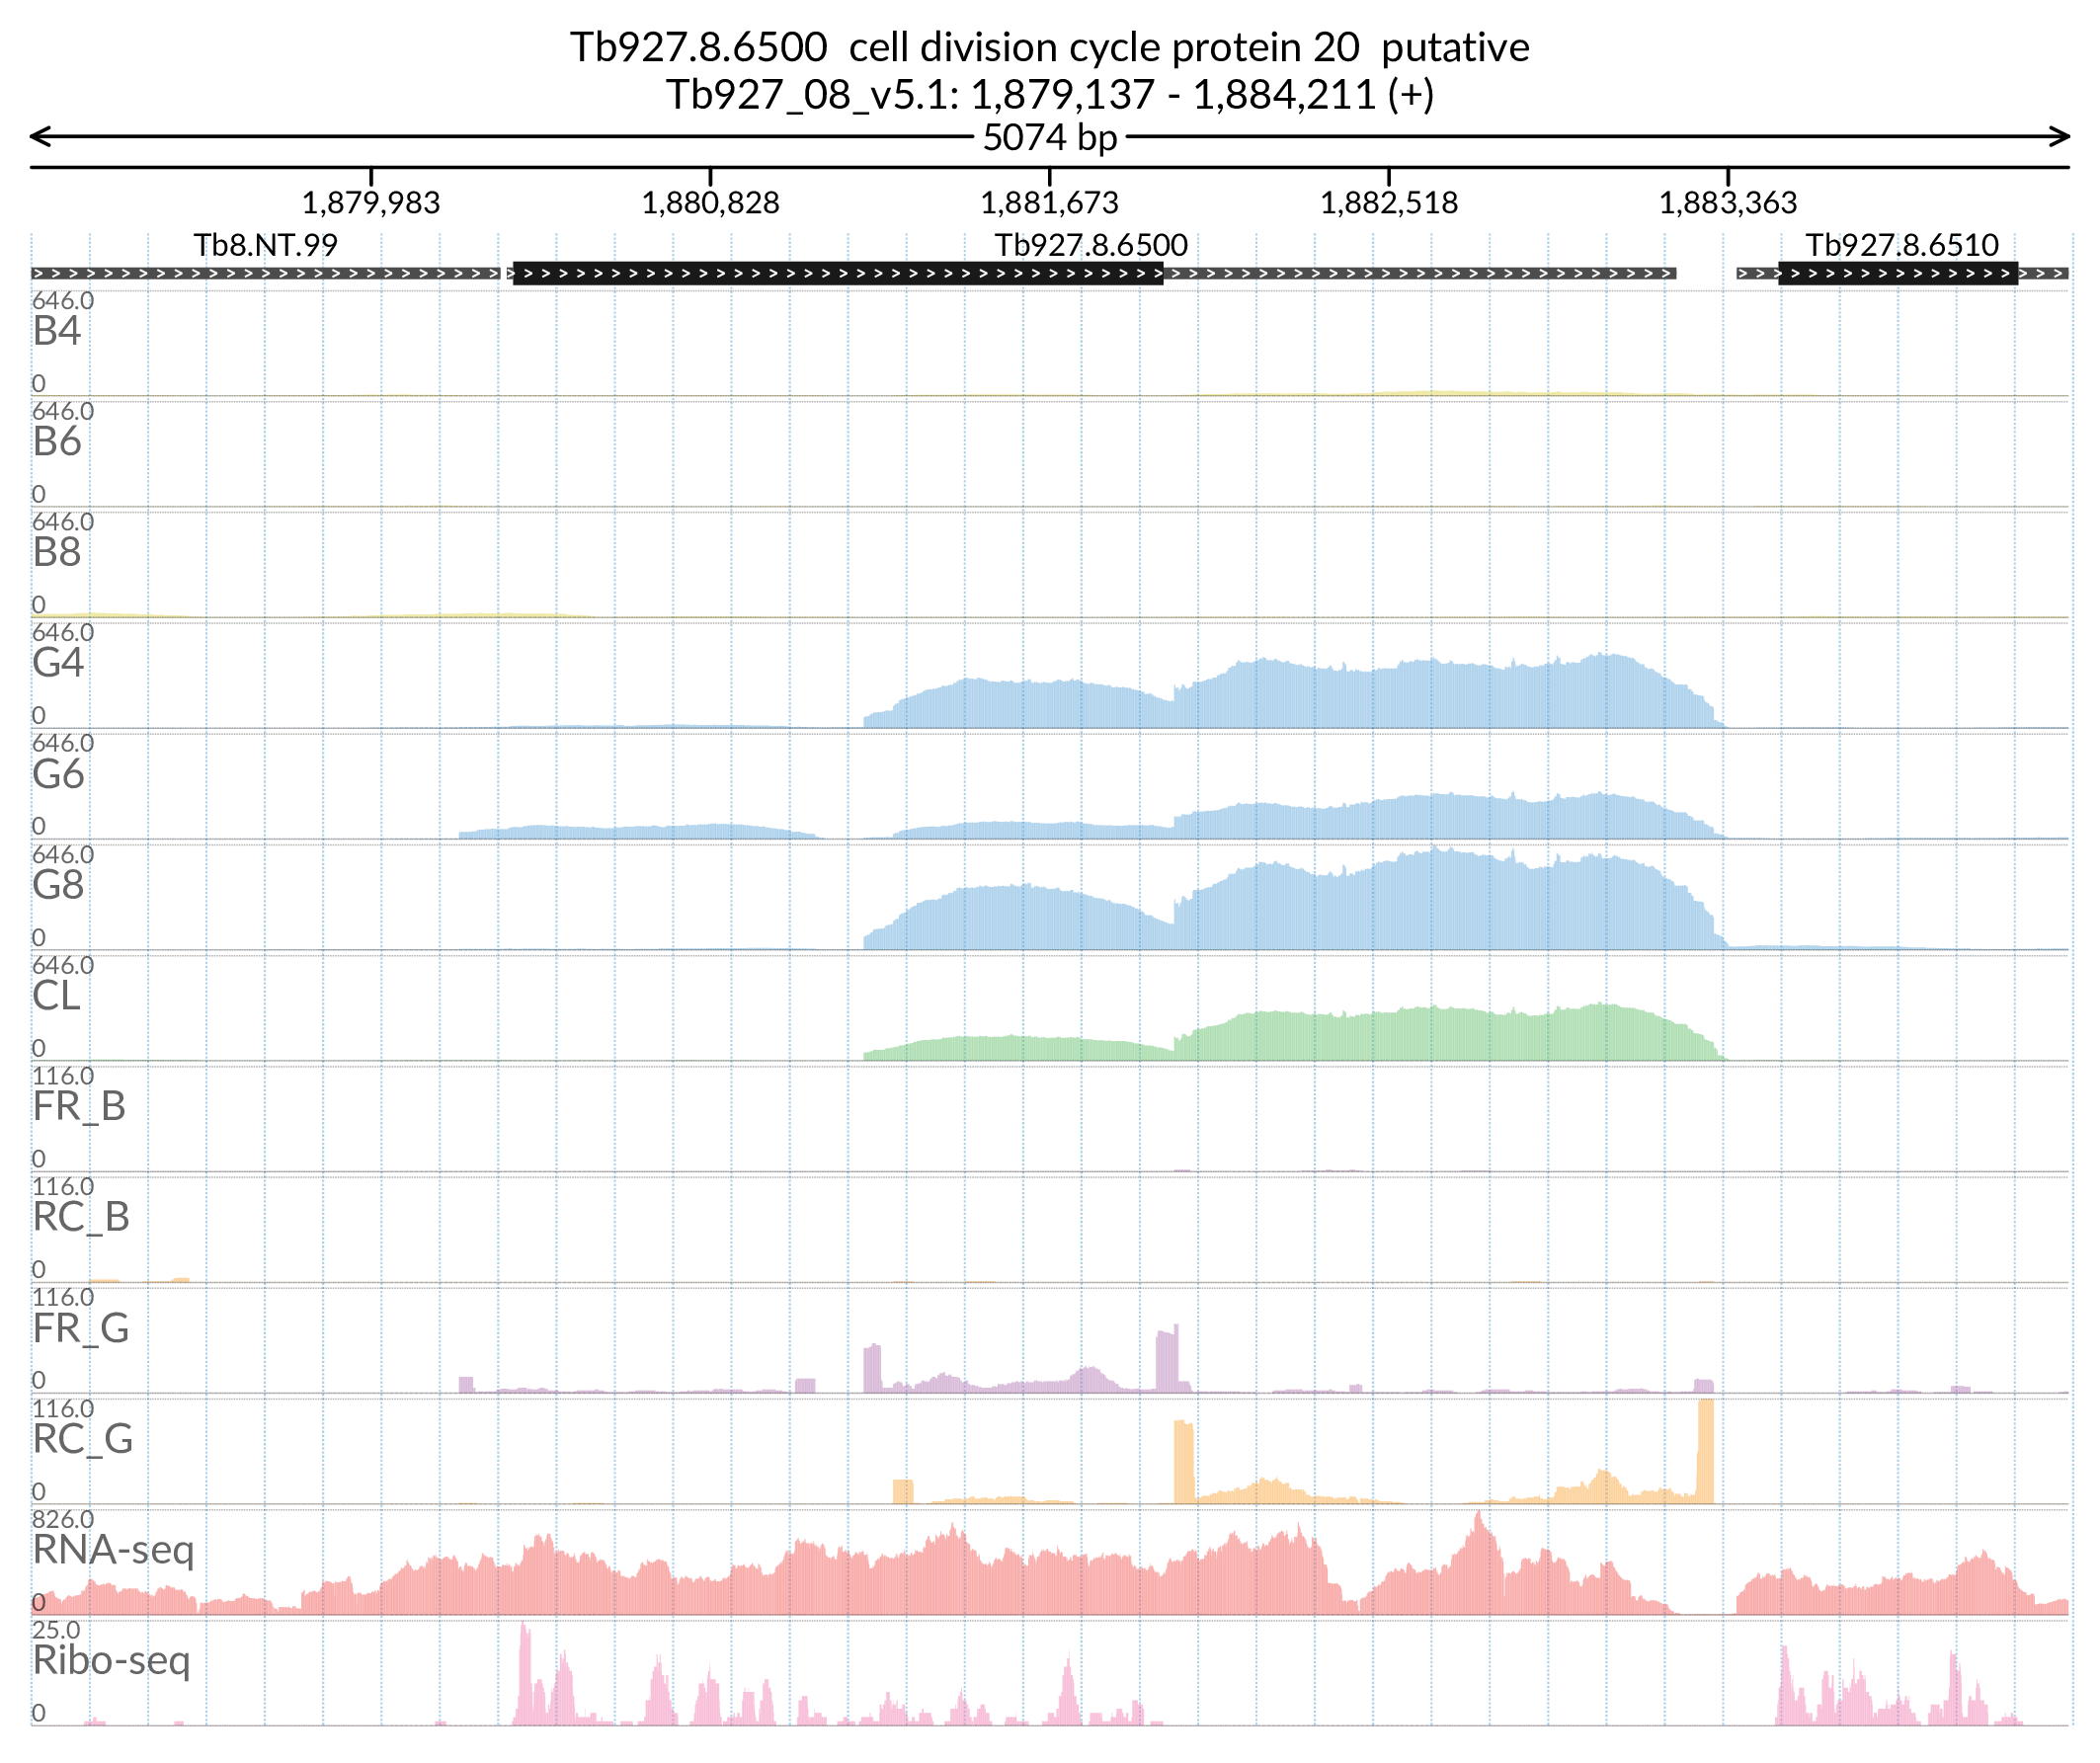 Tb927.8.6500 cell division cycle protein 20 putative
Tb927_08_v5.1: 1,879,137 - 1,884,211 (+)
5074 bp
1,879,983 1,880,828 1,881,673 1,882,518 1,883,363
Tb8.NT.99 Tb927.8.6500 Tb927.8.6510
646.0
B4
0
646.0
B6
0
646.0
B8
0
646.0
G4
0
646.0
G6
0
646.0
G8
0
646.0
CL
0
116.0
FR_B
0
116.0
RC_B
0
116.0
FR_G
0
116.0
RC_G
0
826.0
RNA-seq
0
25.0
Ribo-seq
0